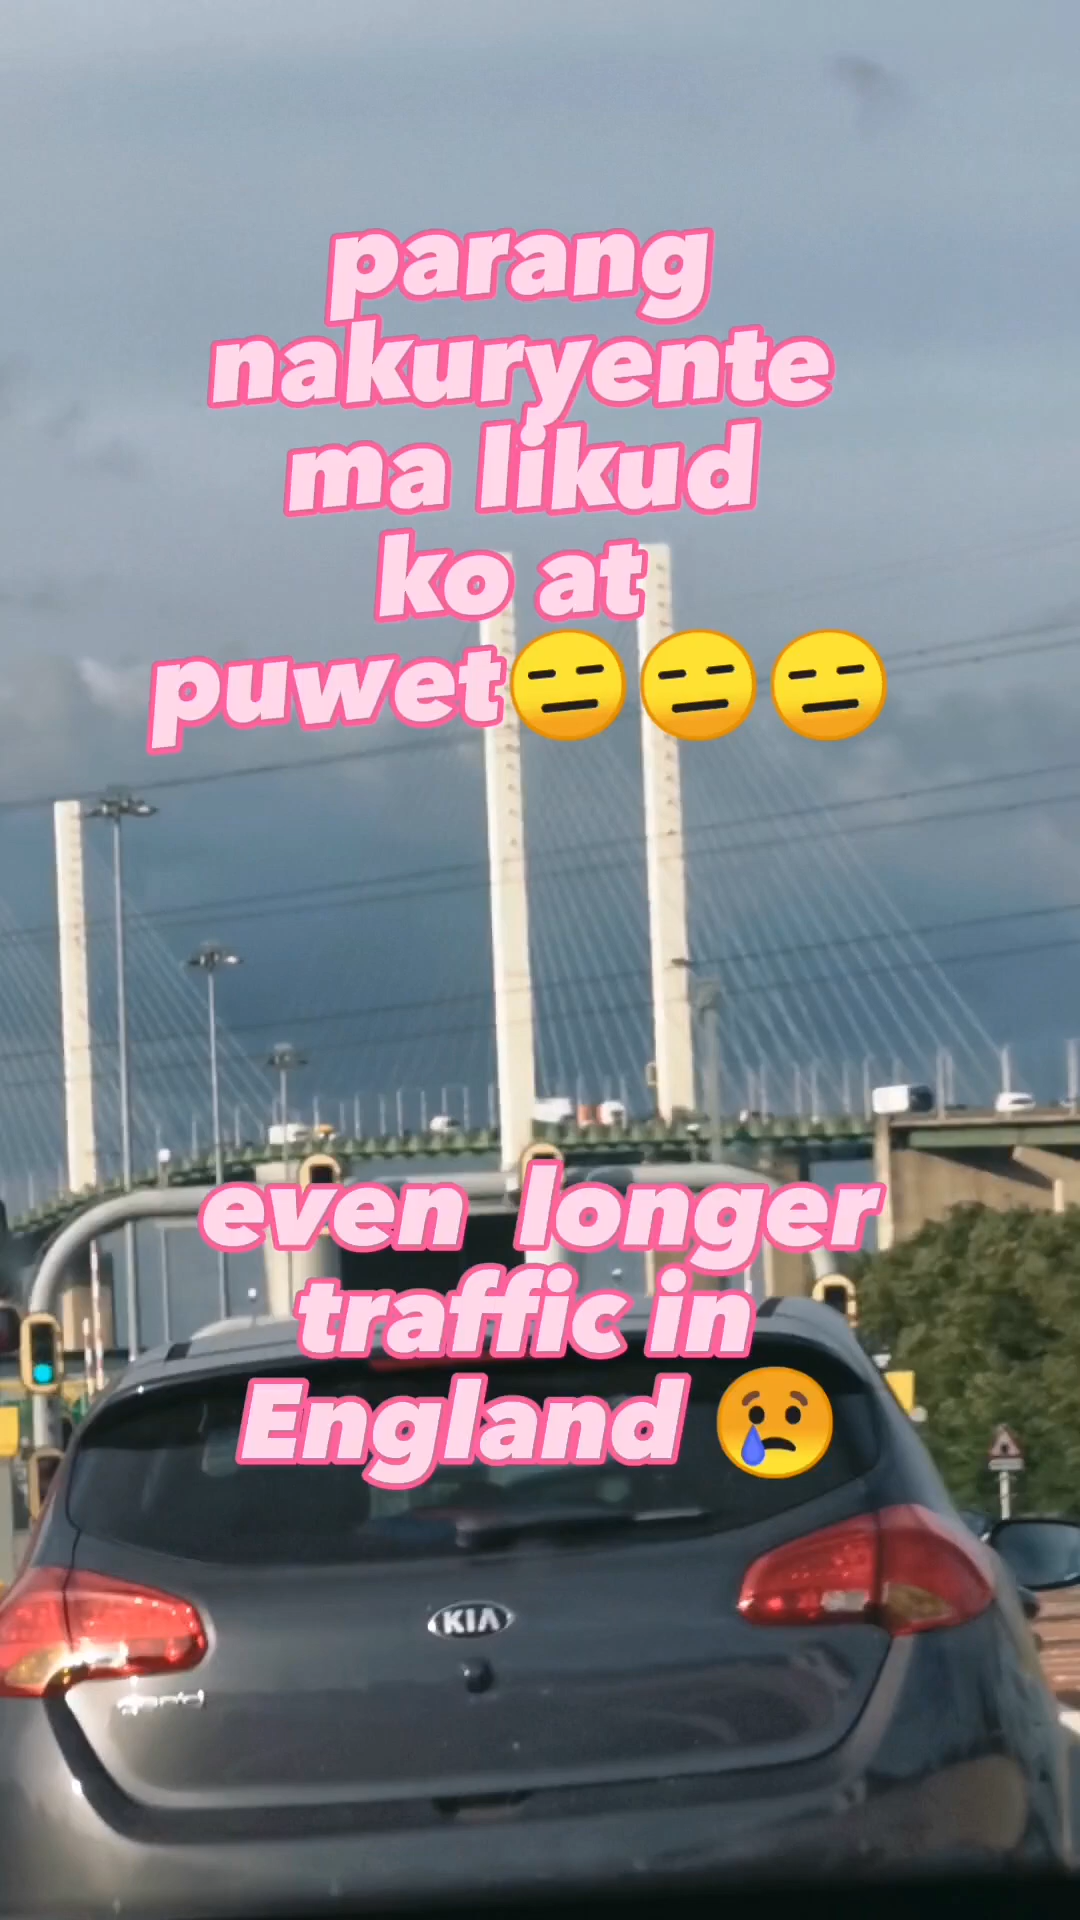 parang
nakuryente
ma likud
ko at
puwet😑😑😑
even longer
traffic in
England 😢
KIA